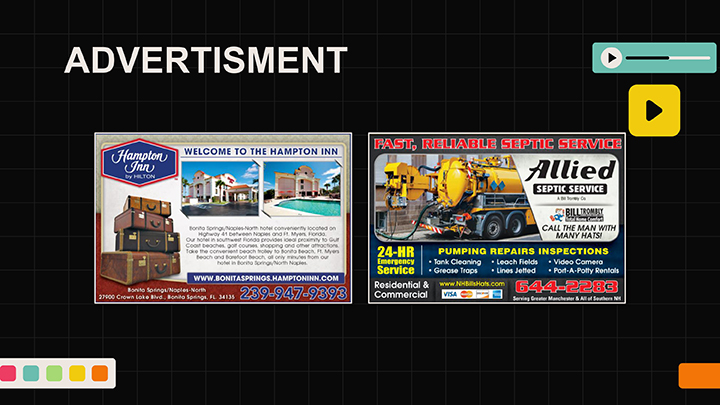 ADVERTISMENT
Hampton
Inn
by HILTON
WELCOME TO THE HAMPTON INN
Bonita Springs/Naples-North hotel conveniently located on
Highway 41 between Naples and Ft. Myers, Florida.
Our hotel in southwest Florida provides ideal proximity to Gulf
Coast beaches, golf courses, shopping and other attractions.
Take the convenient beach trolley to Bonita Beach, Ft. Myers
Beach and Barefoot Beach, all only minutes from our
hotel in Bonita Springs/North Naples.
WWW.BONITASPRINGS.HAMPTONINN.COM
Bonita Springs/Naples-North
27900 Crown Lake Blvd., Bonita Springs, FL 34135
239-947-9393
FAST, RELIABLE SEPTIC SERVICE
Allied
SEPTIC SERVICE
A Bill Trombly Co.
BILL TROMBLY
Total Home Comfort
CALL THE MAN WITH
MANY HATS!
24-HR
Emergency
Service
PUMPING REPAIRS INSPECTIONS
• Tank Cleaning • Leach Fields • Video Camera
• Grease Traps • Lines Jetted • Port-A-Potty Rentals
Residential &
Commercial
www.NHBillsHats.com
VISA
644-2283
Serving Greater Manchester & All of Southern NH